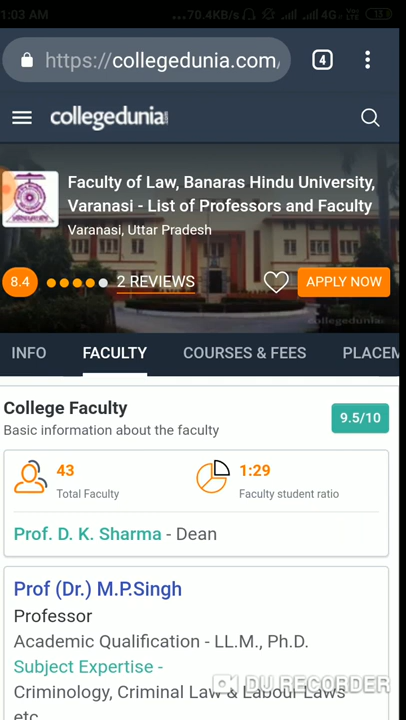 1:03 AM ...70.4KB/s 4G 15
https://collegedunia.com/
4
collegedunia
Faculty of Law, Banaras Hindu University,
Varanasi - List of Professors and Faculty
Varanasi, Uttar Pradesh
8.4 2 REVIEWS APPLY NOW
collegedunia
INFO FACULTY COURSES & FEES PLACEM
College Faculty
Basic information about the faculty
9.5/10
43
Total Faculty
1:29
Faculty student ratio
Prof. D. K. Sharma - Dean
Prof (Dr.) M.P.Singh
Professor
Academic Qualification - LL.M., Ph.D.
Subject Expertise -
Criminology, Criminal Law & Labour Laws
etc
DU RECORDER